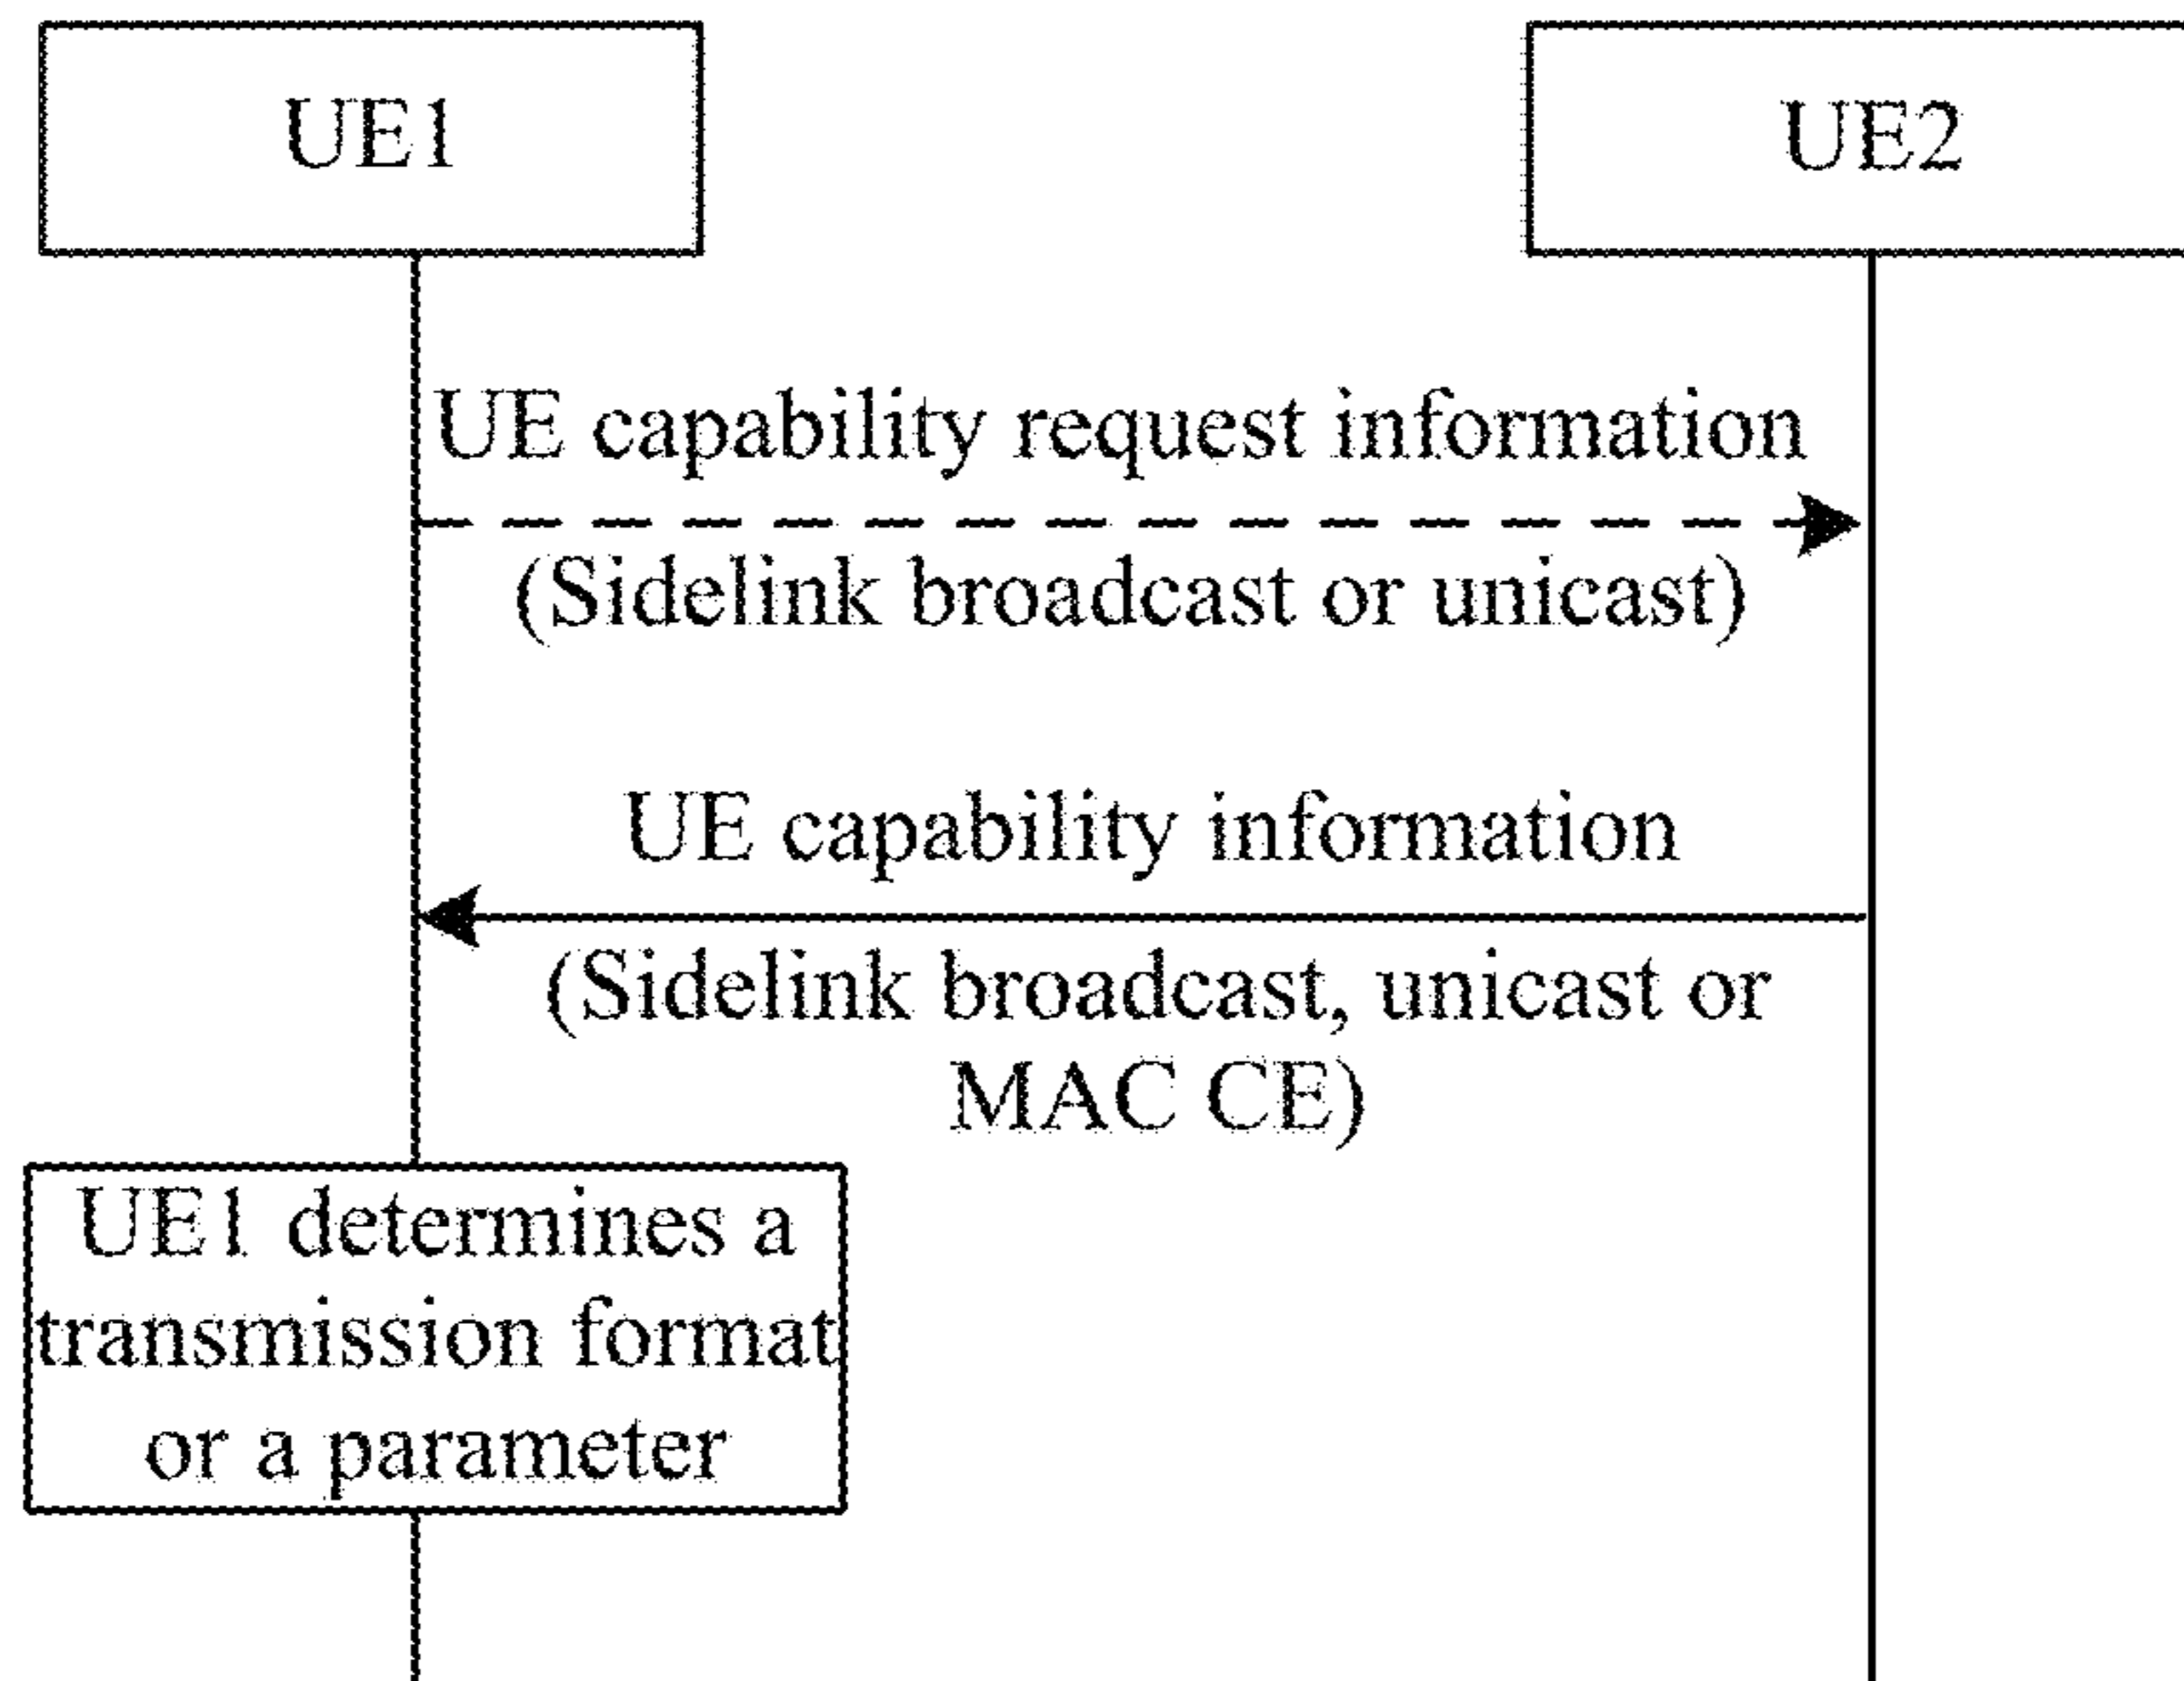 UE1
UE2
UE capability request information
(Sidelink broadcast or unicast)
UE capability information
(Sidelink broadcast, unicast or
MAC CE)
UE1 determines a
transmission format
or a parameter